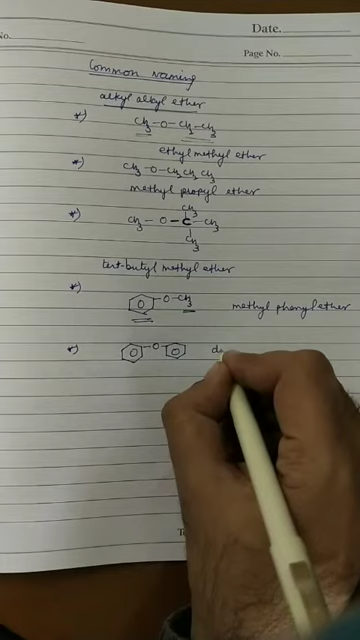 Date.
No.
Page No.
Common Naming
alkyl alkyl ether
*) CH3-O-CH2-CH3
ethyl methyl ether
*) CH3-O-CH2CH2CH3
methyl propyl ether
CH3
*) CH3-O-C-CH3
CH3
tert-butyl methyl ether
*)
-O-CH3 methyl phenyl ether
*) -O-